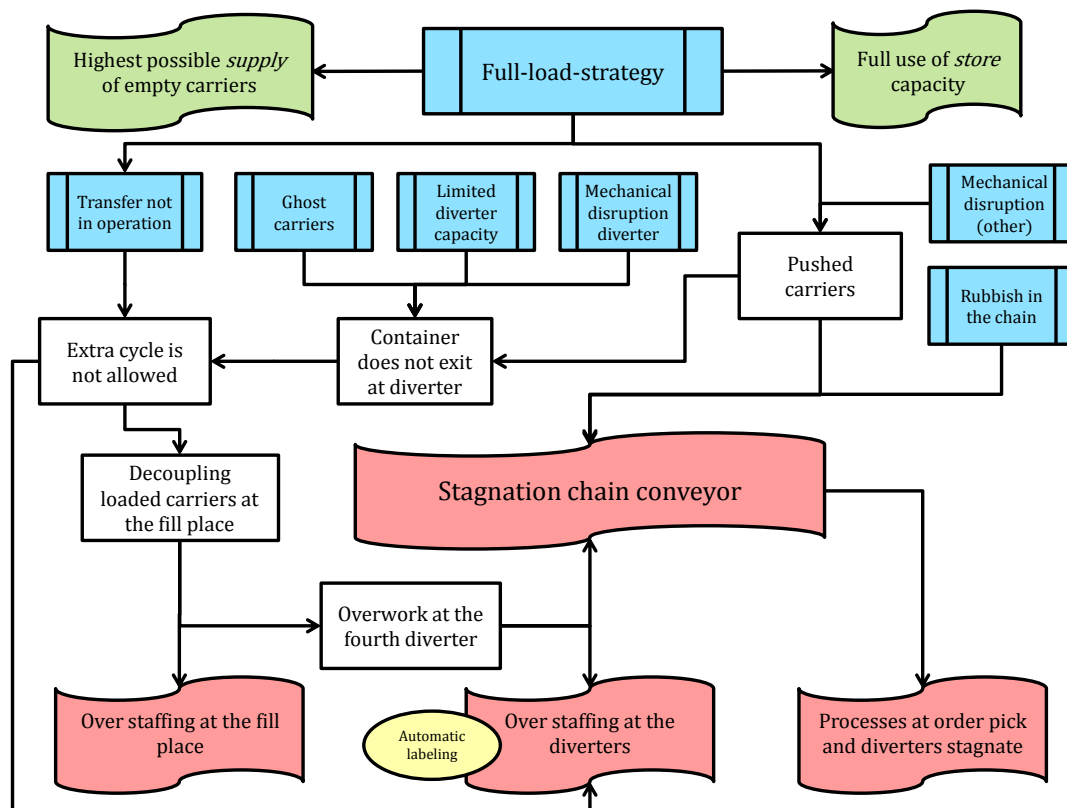 Highest possible supply
of empty carriers
Full-load-strategy
Full use of store
capacity
Transfer not
in operation
Ghost
carriers
Limited
diverter
capacity
Mechanical
disruption
diverter
Mechanical
disruption
(other)
Pushed
carriers
Rubbish in
the chain
Extra cycle is
not allowed
Container
does not exit
at diverter
Decoupling
loaded carriers at
the fill place
Stagnation chain conveyor
Overwork at the
fourth diverter
Over staffing at the fill
place
Automatic
labeling
Over staffing at the
diverters
Processes at order pick
and diverters stagnate